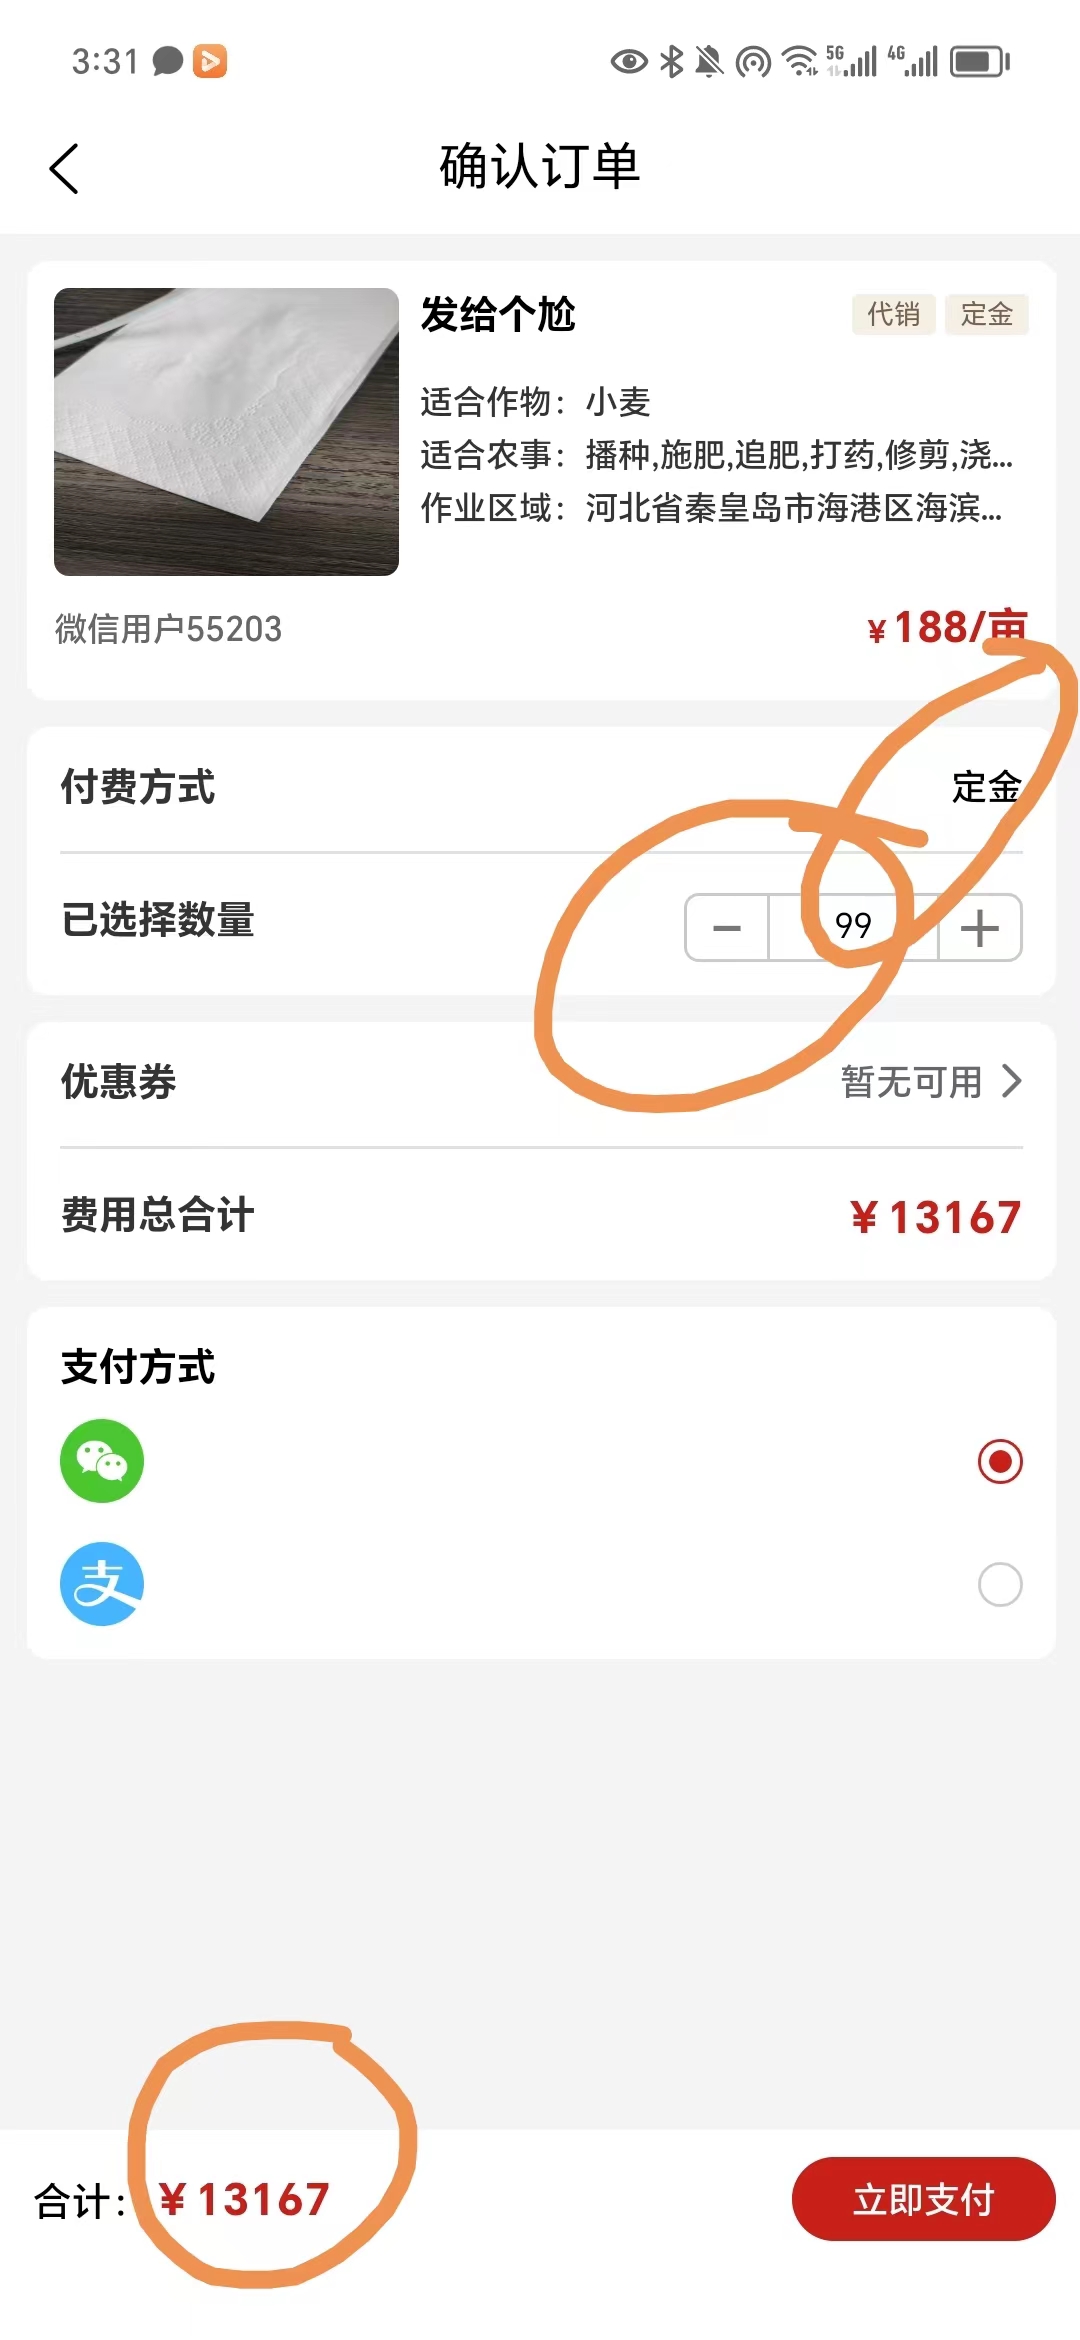 3:31
5G
4G
确认订单
发给个尬
代销
定金
适合作物：小麦
适合农事：播种,施肥,追肥,打药,修剪,浇...
作业区域：河北省秦皇岛市海港区海滨...
微信用户55203
¥188/亩
付费方式
定金
已选择数量
− 99 +
优惠券
暂无可用
费用总合计
¥13167
支付方式
支
合计：¥13167
立即支付